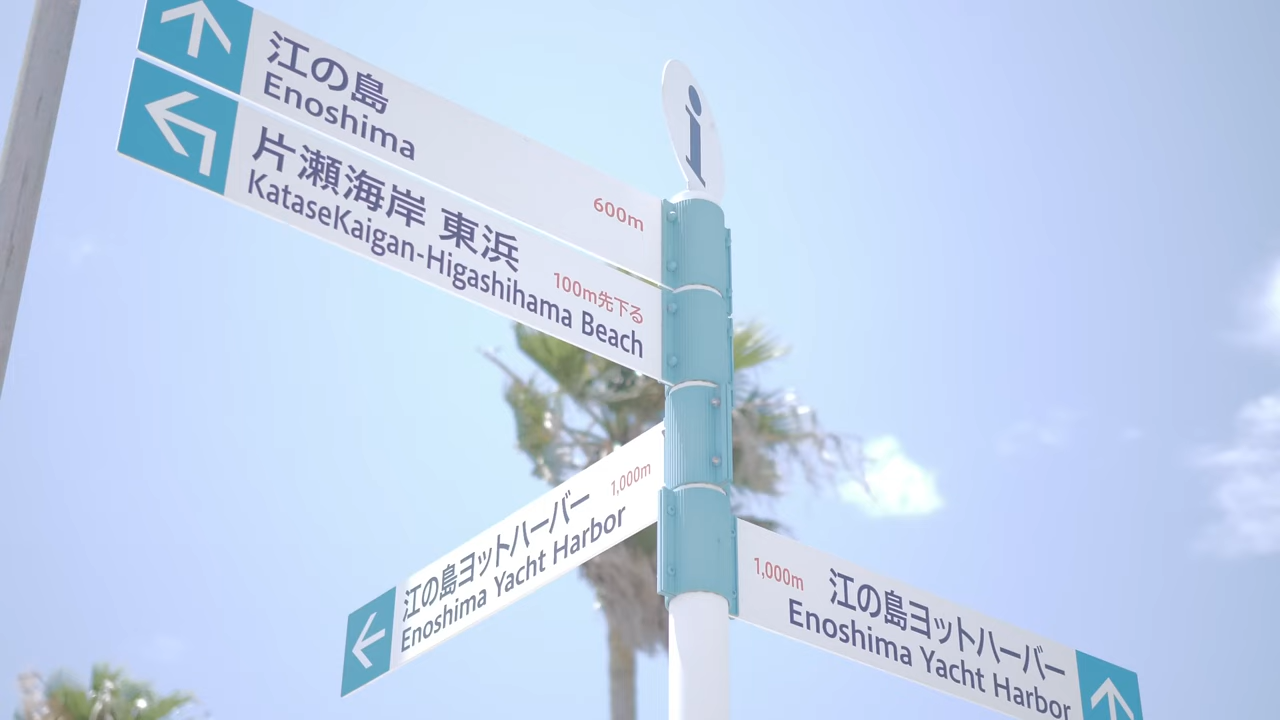 i
江の島
Enoshima
600m
片瀬海岸 東浜
100m先下る
KataseKaigan-Higashihama Beach
1,000m
江の島ヨットハーバー
Enoshima Yacht Harbor
1,000m
江の島ヨットハーバー
Enoshima Yacht Harbor